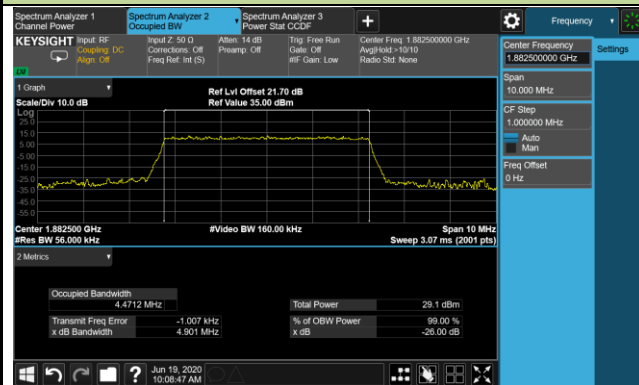 Spectrum Analyzer 1
Channel Power
Spectrum Analyzer 2
Occupied BW
Spectrum Analyzer 3
Power Stat CCDF
Frequency
KEYSIGHT
Input: RF
Coupling: DC
Align: Off
Input Z: 50 Ω
Corrections: Off
Freq Ref: Int (S)
Atten: 14 dB
Preamp: Off
Trig: Free Run
Gate: Off
#IF Gain: Low
Center Freq: 1.882500000 GHz
Avg|Hold:>10/10
Radio Std: None
Center Frequency
1.882500000 GHz
Settings
Span
10.000 MHz
CF Step
1.000000 MHz
Auto
Man
Freq Offset
0 Hz
1 Graph
Scale/Div 10.0 dB
Ref Lvl Offset 21.70 dB
Ref Value 35.00 dBm
Log
25.0
15.0
5.00
-5.00
-15.0
-25.0
-35.0
-45.0
-55.0
Center 1.882500 GHz
#Res BW 56.000 kHz
#Video BW 160.00 kHz
Span 10 MHz
Sweep 3.07 ms (2001 pts)
2 Metrics
Occupied Bandwidth
4.4712 MHz
Total Power 29.1 dBm
Transmit Freq Error -1.007 kHz
% of OBW Power 99.00 %
x dB Bandwidth 4.901 MHz
x dB -26.00 dB
?
Jun 19, 2020
10:08:47 AM